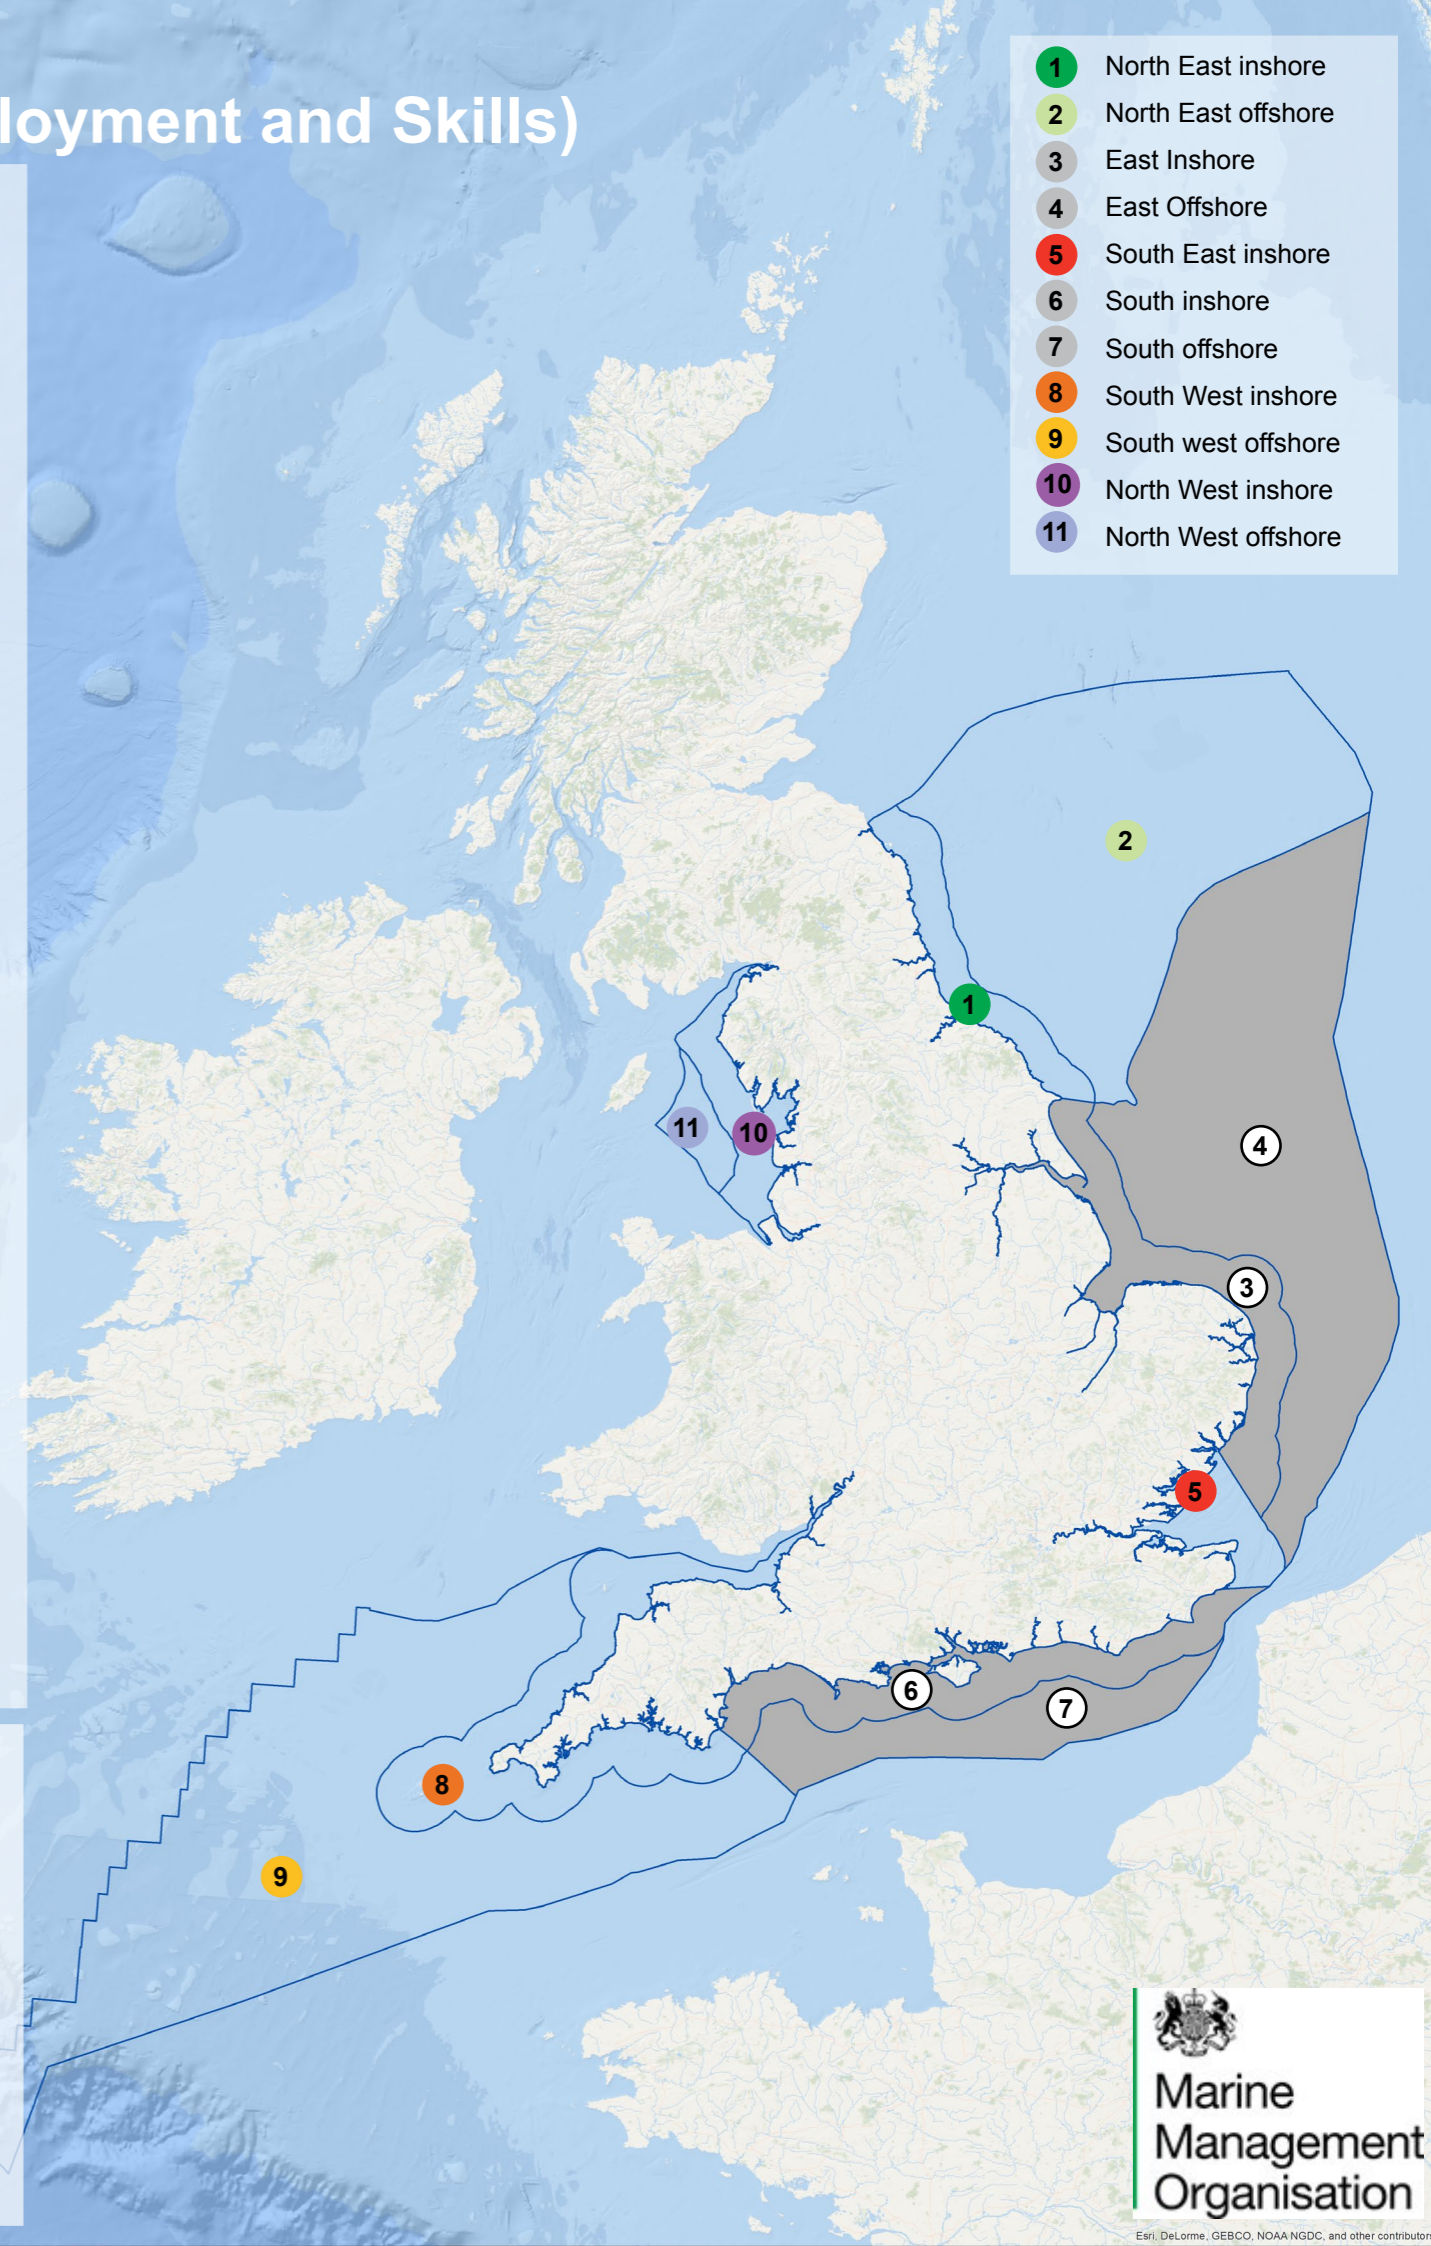 loyment and Skills)
1 North East inshore
2 North East offshore
3 East Inshore
4 East Offshore
5 South East inshore
6 South inshore
7 South offshore
8 South West inshore
9 South west offshore
10 North West inshore
11 North West offshore
2
1
11
10
4
3
5
6
7
8
9
Marine
Management
Organisation
Esri, DeLorme, GEBCO, NOAA NGDC, and other contributors